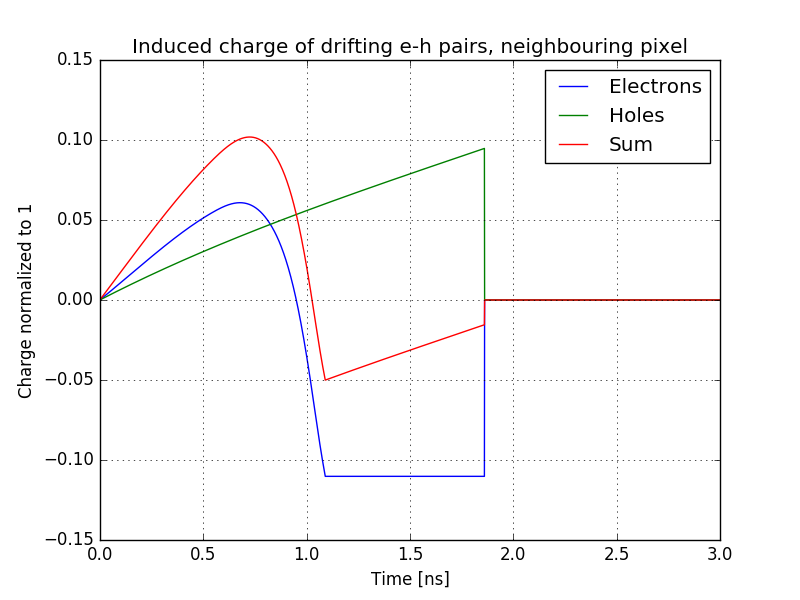 Induced charge of drifting e-h pairs, neighbouring pixel
Electrons
Holes
Sum
Charge normalized to 1
0.15
0.10
0.05
0.00
−0.05
−0.10
−0.15
0.0 0.5 1.0 1.5 2.0 2.5 3.0
Time [ns]